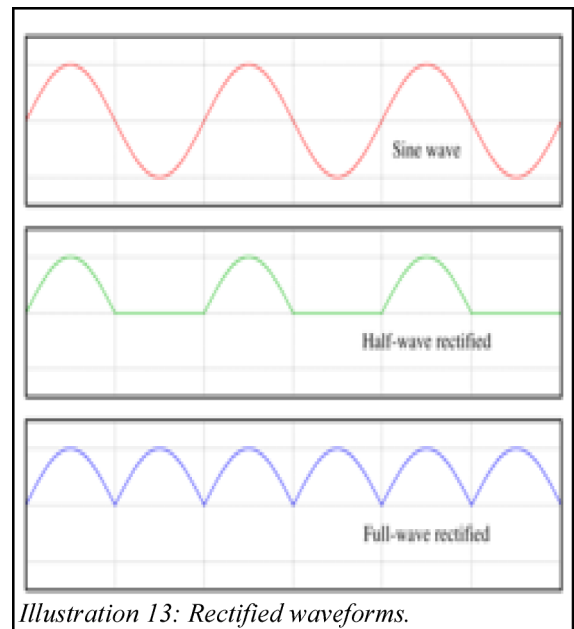 Sine wave
Half-wave rectified
Full-wave rectified
Illustration 13: Rectified waveforms.